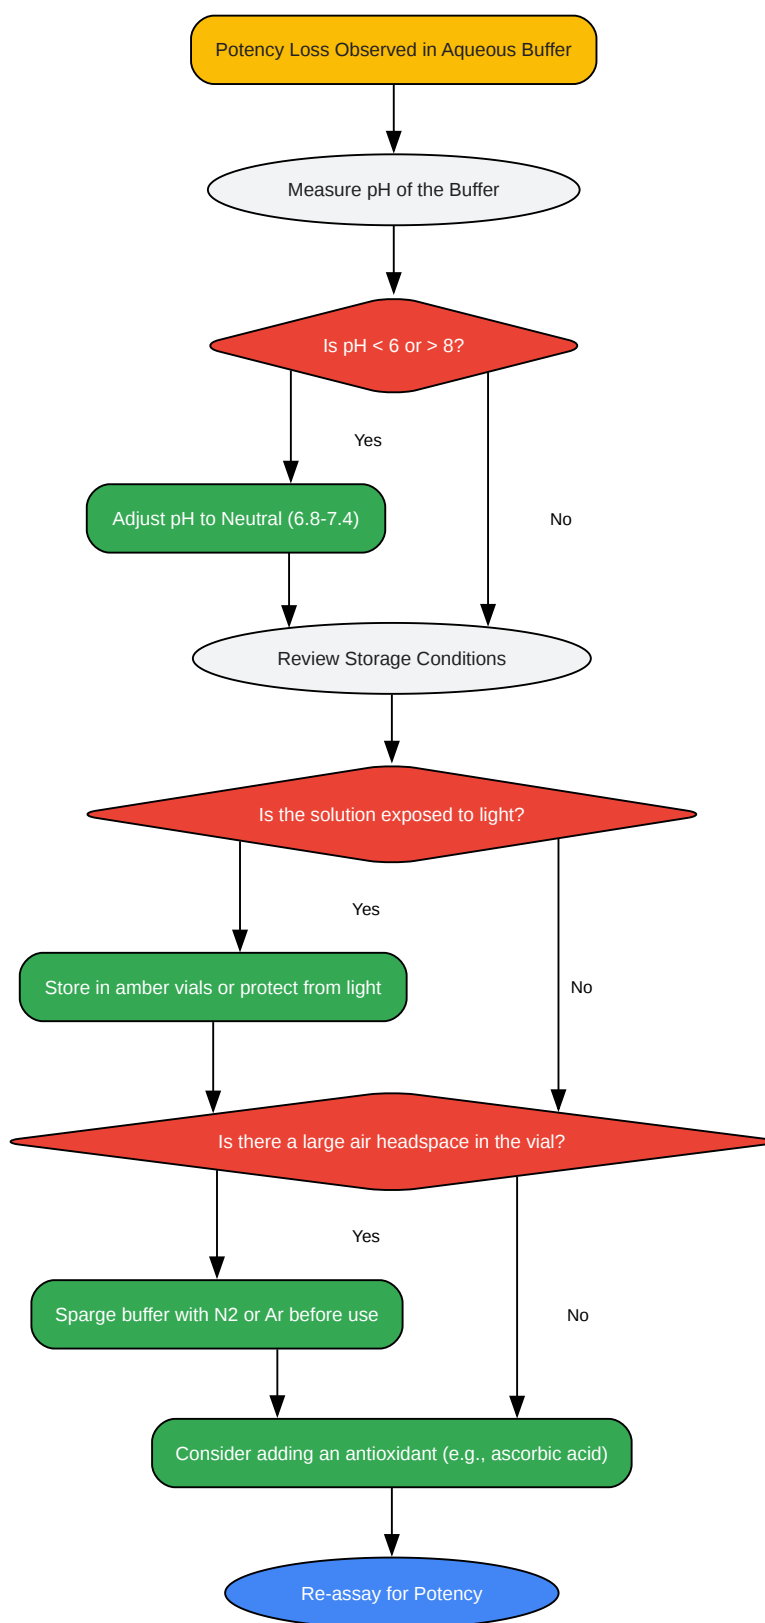 Potency Loss Observed in Aqueous Buffer
Measure pH of the Buffer
Is pH < 6 or > 8?
Yes
Adjust pH to Neutral (6.8-7.4)
No
Review Storage Conditions
Is the solution exposed to light?
Yes
Store in amber vials or protect from light
No
Is there a large air headspace in the vial?
Yes
Sparge buffer with N2 or Ar before use
No
Consider adding an antioxidant (e.g., ascorbic acid)
Re-assay for Potency